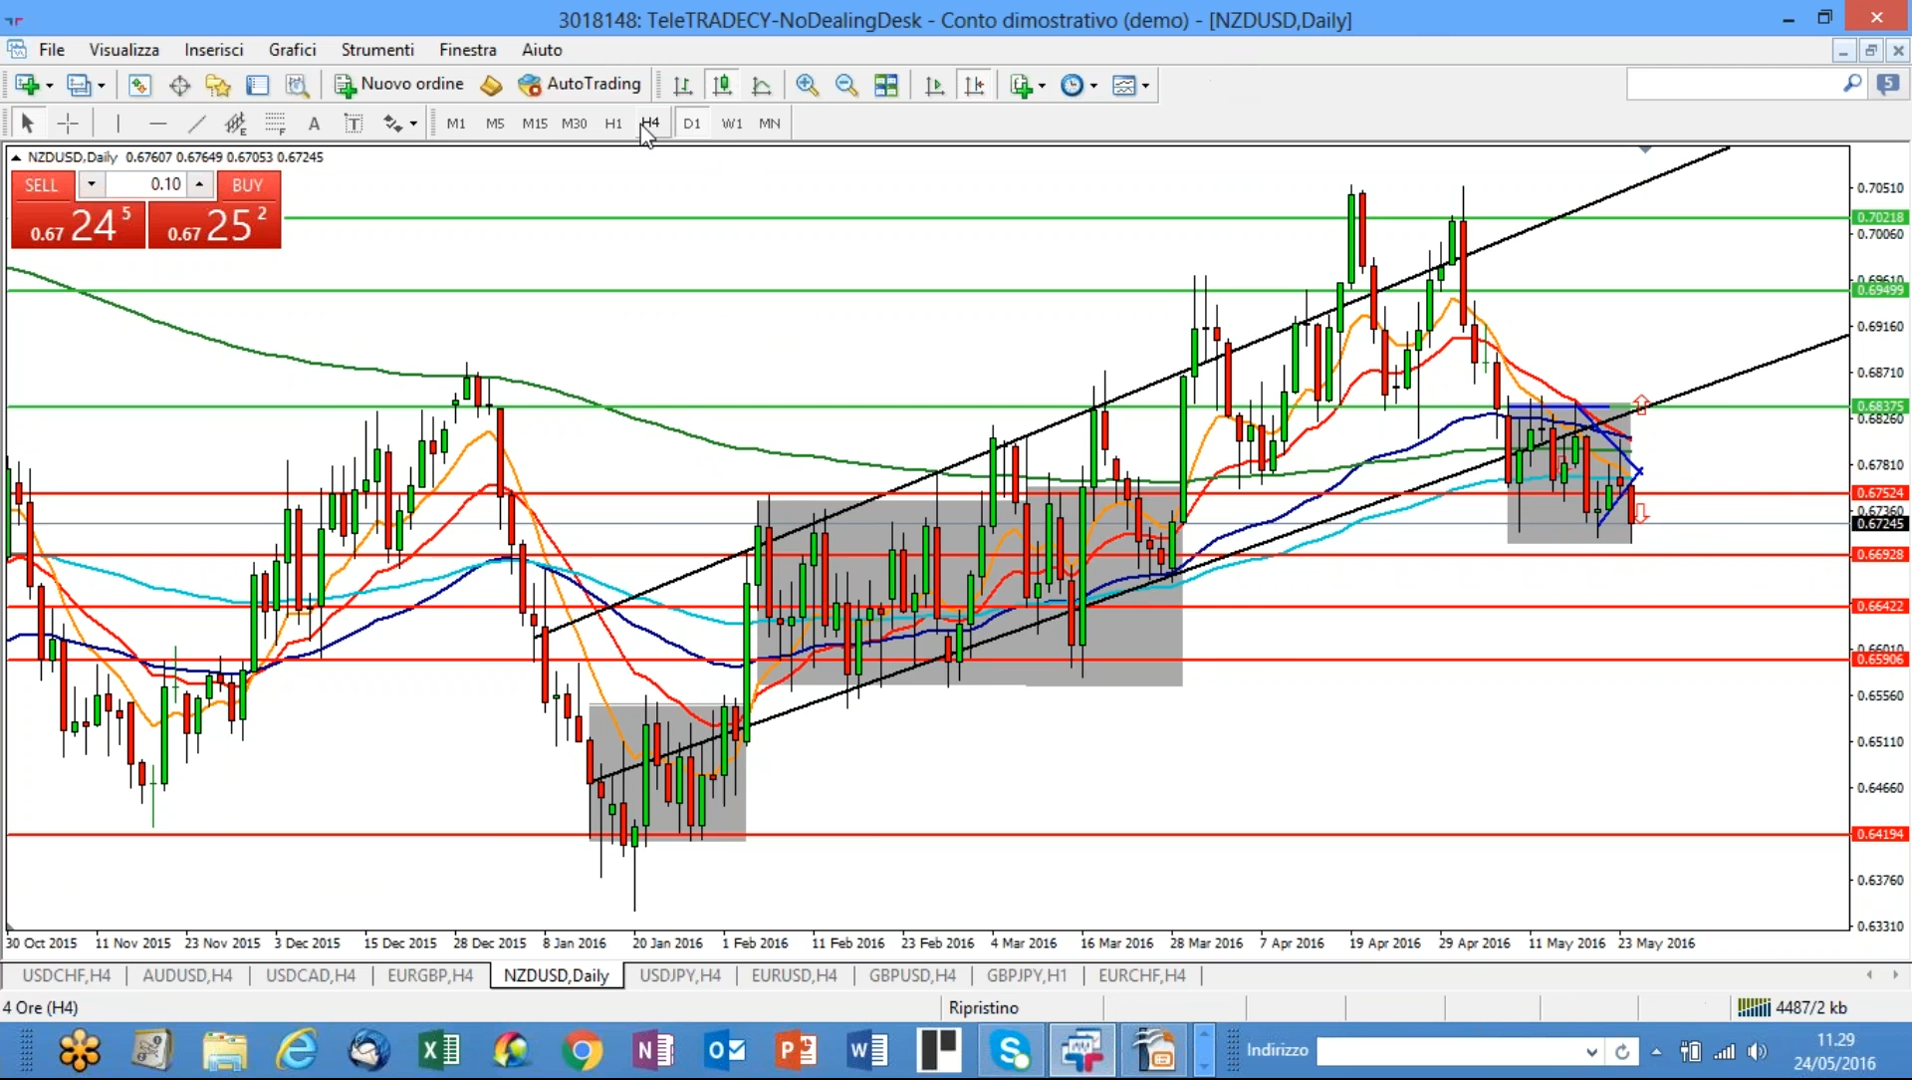 3018148: TeleTRADECY-NoDealingDesk - Conto dimostrativo (demo) - [NZDUSD,Daily]
File Visualizza Inserisci Grafici Strumenti Finestra Aiuto
Nuovo ordine AutoTrading 5
A T M1 M5 M15 M30 H1 H4 D1 W1 MN
NZDUSD,Daily 0.67607 0.67649 0.67053 0.67245
SELL 0.10 BUY
0.67 24 5 0.67 25 2
0.70511
0.70218
0.70060
0.69610
0.69499
0.69160
0.68710
0.68375
0.68260
0.67810
0.67524
0.67360
0.67245
0.66928
0.66422
0.66010
0.65906
0.65560
0.65110
0.64660
0.64194
0.63760
0.63310
30 Oct 2015 11 Nov 2015 23 Nov 2015 3 Dec 2015 15 Dec 2015 28 Dec 2015 8 Jan 2016 20 Jan 2016 1 Feb 2016 11 Feb 2016 23 Feb 2016 4 Mar 2016 16 Mar 2016 28 Mar 2016 7 Apr 2016 19 Apr 2016 29 Apr 2016 11 May 2016 23 May 2016
USDCHF,H4 AUDUSD,H4 USDCAD,H4 EURGBP,H4 NZDUSD,Daily USDJPY,H4 EURUSD,H4 GBPUSD,H4 GBPJPY,H1 EURCHF,H4
4 Ore (H4) Ripristino 4487/2 kb
Indirizzo 11.29
24/05/2016